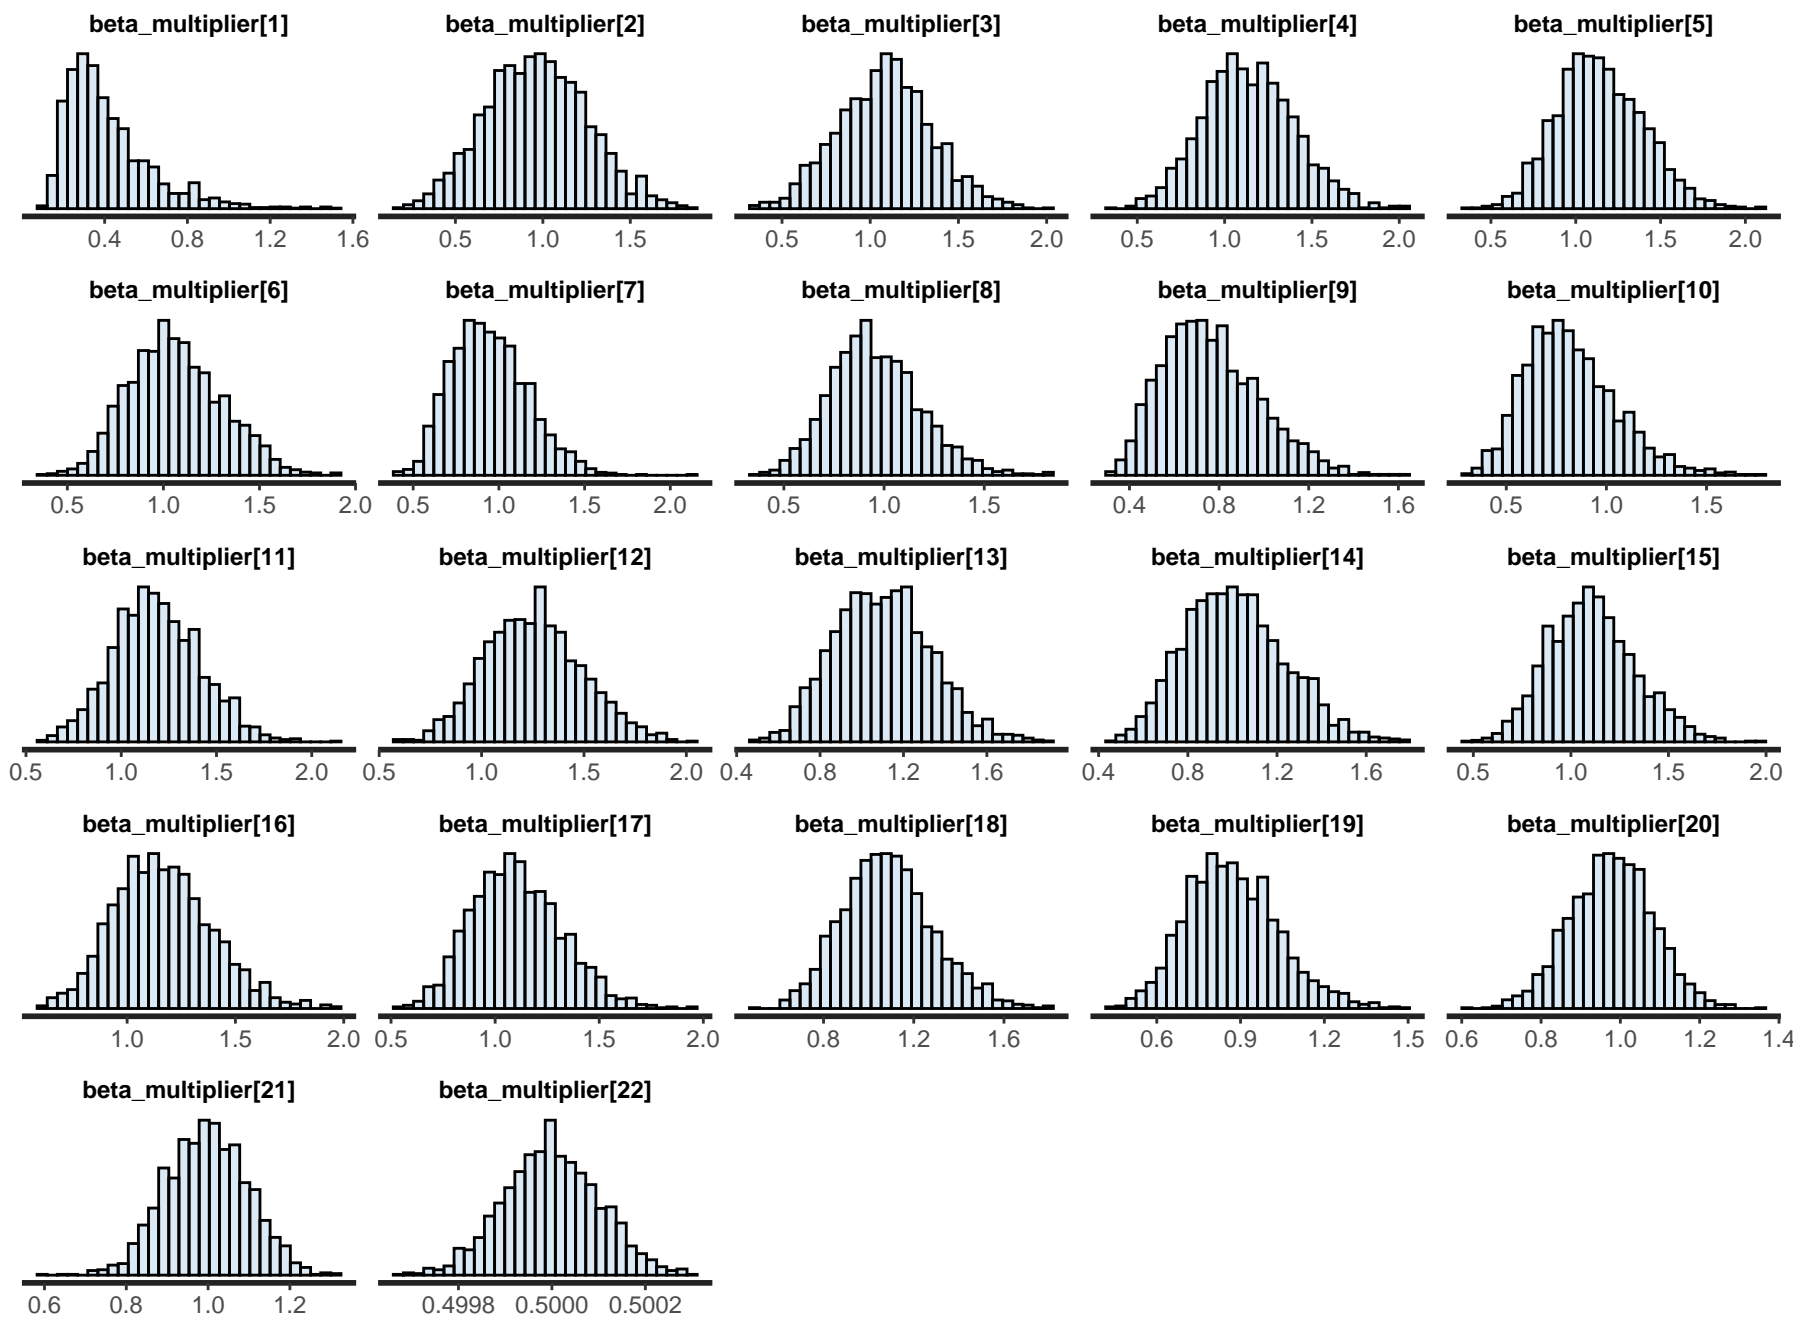 beta_multiplier[1] beta_multiplier[2] beta_multiplier[3] beta_multiplier[4] beta_multiplier[5]
0.4 0.8 1.2 1.6 0.5 1.0 1.5 0.5 1.0 1.5 2.0 0.5 1.0 1.5 2.0 0.5 1.0 1.5 2.0
beta_multiplier[6] beta_multiplier[7] beta_multiplier[8] beta_multiplier[9] beta_multiplier[10]
0.5 1.0 1.5 2.0 0.5 1.0 1.5 2.0 0.5 1.0 1.5 0.4 0.8 1.2 1.6 0.5 1.0 1.5
beta_multiplier[11] beta_multiplier[12] beta_multiplier[13] beta_multiplier[14] beta_multiplier[15]
0.5 1.0 1.5 2.0 0.5 1.0 1.5 2.0 0.4 0.8 1.2 1.6 0.4 0.8 1.2 1.6 0.5 1.0 1.5 2.0
beta_multiplier[16] beta_multiplier[17] beta_multiplier[18] beta_multiplier[19] beta_multiplier[20]
1.0 1.5 2.0 0.5 1.0 1.5 2.0 0.8 1.2 1.6 0.6 0.9 1.2 1.5 0.6 0.8 1.0 1.2 1.4
beta_multiplier[21] beta_multiplier[22]
0.6 0.8 1.0 1.2 0.4998 0.5000 0.5002